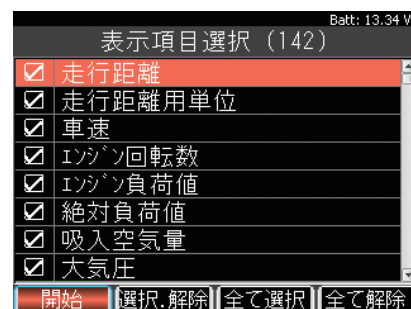 Batt: 13.34 V
表示項目選択 (142)
走行距離
走行距離用単位
車速
ｴﾝｼﾞﾝ回転数
ｴﾝｼﾞﾝ負荷値
絶対負荷値
吸入空気量
大気圧
開始 選択.解除 全て選択 全て解除